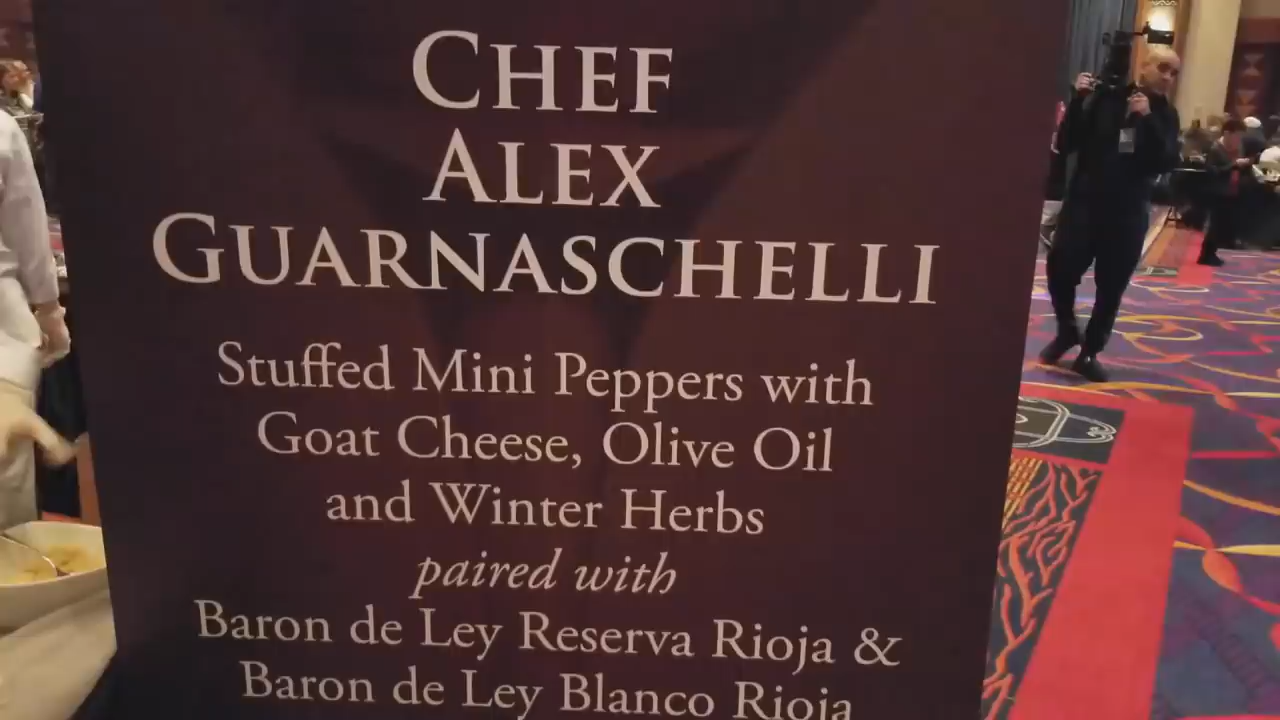 CHEF
ALEX
GUARNASCHELLI
Stuffed Mini Peppers with
Goat Cheese, Olive Oil
and Winter Herbs
paired with
Baron de Ley Reserva Rioja &
Baron de Ley Blanco Rioja